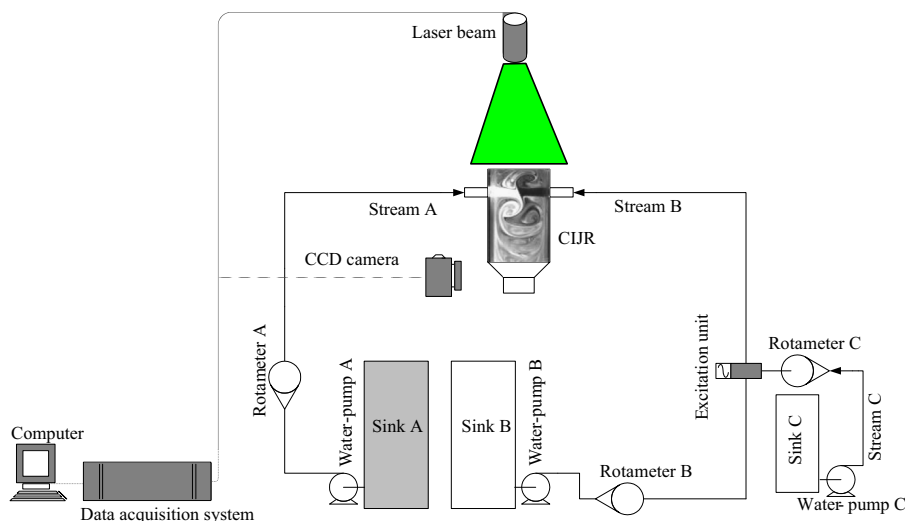 Laser beam
Stream A
Stream B
CIJR
CCD camera
Rotameter A
Water-pump A
Sink A
Sink B
Water-pump B
Excitation unit
Rotameter C
Sink C
Stream C
Computer
Rotameter B
Water-pump C
Data acquisition system